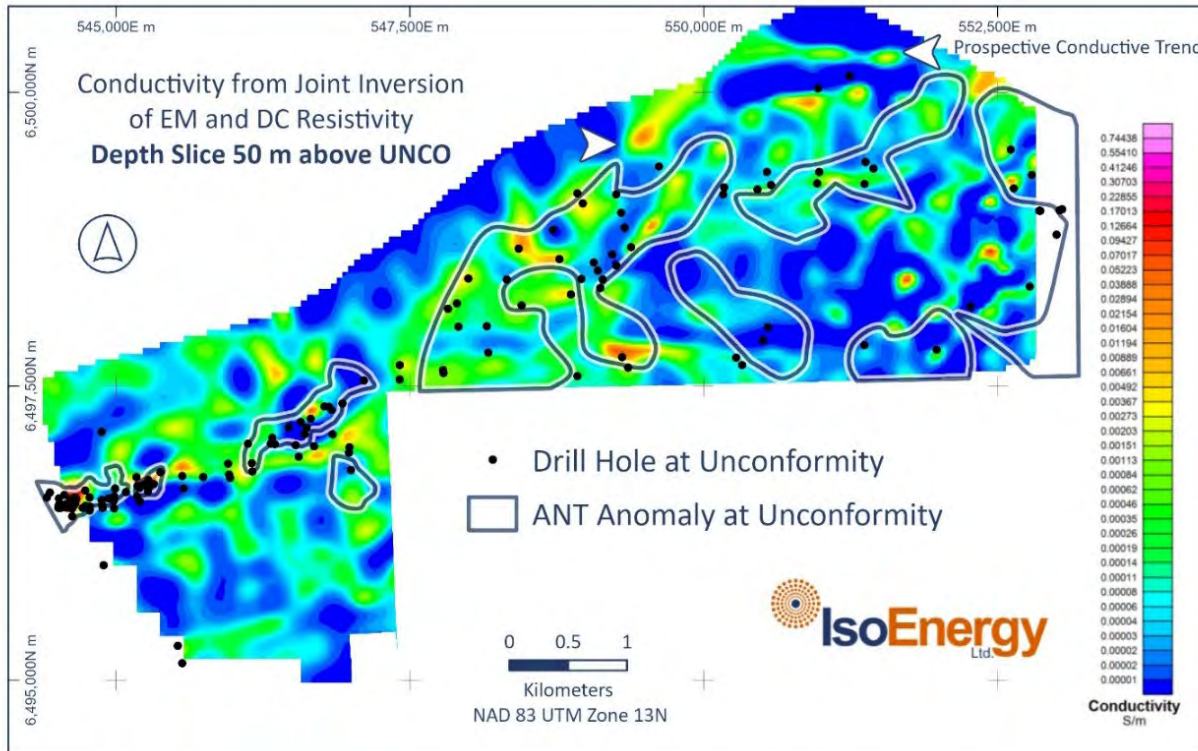 545,000E m
547,500E m
550,000E m
552,500E m
Prospective Conductive Trend
Conductivity from Joint Inversion
of EM and DC Resistivity
Depth Slice 50 m above UNCO
6,500,000N m
6,497,500N m
6,495,000N m
Drill Hole at Unconformity
ANT Anomaly at Unconformity
0 0.5 1
Kilometers
NAD 83 UTM Zone 13N
IsoEnergy
Ltd.
0.74438
0.55410
0.41246
0.30703
0.22855
0.17013
0.12664
0.09427
0.07017
0.05223
0.03888
0.02894
0.02154
0.01604
0.01194
0.00889
0.00661
0.00492
0.00367
0.00273
0.00203
0.00151
0.00113
0.00084
0.00062
0.00046
0.00035
0.00026
0.00019
0.00014
0.00011
0.00008
0.00006
0.00004
0.00003
0.00002
0.00002
0.00001
Conductivity
S/m